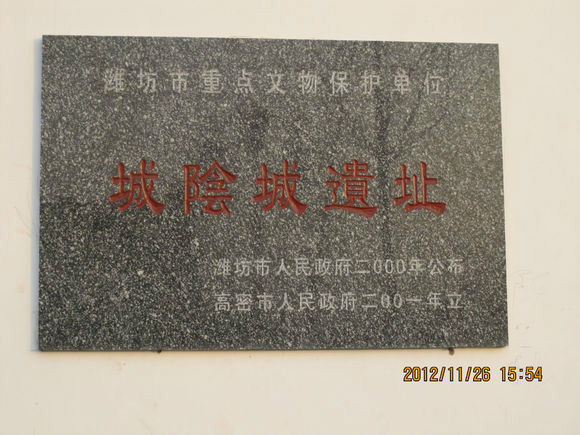 潍坊市重点文物保护单位
城陰城遺址
潍坊市人民政府二000年公布
高密市人民政府二00一年立
2012/11/26 15:54